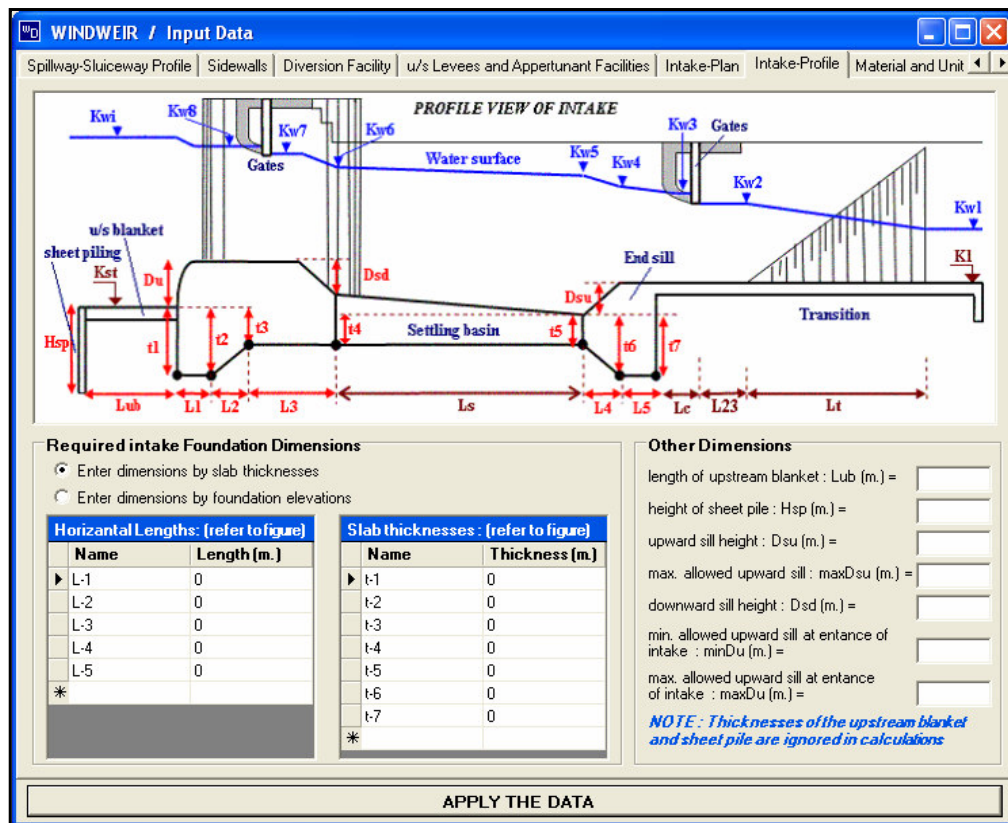 WD WINDWEIR / Input Data
Spillway-Sluiceway Profile Sidewalls Diversion Facility u/s Levees and Appertunant Facilities Intake-Plan Intake-Profile Material and Unit
PROFILE VIEW OF INTAKE
Kwi Kw8 Kw7 Kw6 Kw5 Kw4 Kw3 Gates
Gates Water surface Kw2
Kw1
u/s blanket
sheet piling
Kst Du Dsd End sill K1
Dsu
Hsp t1 t2 t3 t4 Settling basin t5 t6 t7 Transition
Lub L1 L2 L3 Ls L4 L5 Lc L23 Lt
Required intake Foundation Dimensions
Enter dimensions by slab thicknesses
Enter dimensions by foundation elevations
Horizantal Lengths: (refer to figure)
Name Length (m.)
L-1 0
L-2 0
L-3 0
L-4 0
L-5 0
Slab thicknesses : (refer to figure)
Name Thickness (m.)
t-1 0
t-2 0
t-3 0
t-4 0
t-5 0
t-6 0
t-7 0
Other Dimensions
length of upstream blanket : Lub (m.) =
height of sheet pile : Hsp (m.) =
upward sill height : Dsu (m.) =
max. allowed upward sill : maxDsu (m.) =
downward sill height : Dsd (m.) =
min. allowed upward sill at entance of
intake : minDu (m.) =
max. allowed upward sill at entance
of intake : maxDu (m.) =
NOTE : Thicknesses of the upstream blanket
and sheet pile are ignored in calculations
APPLY THE DATA